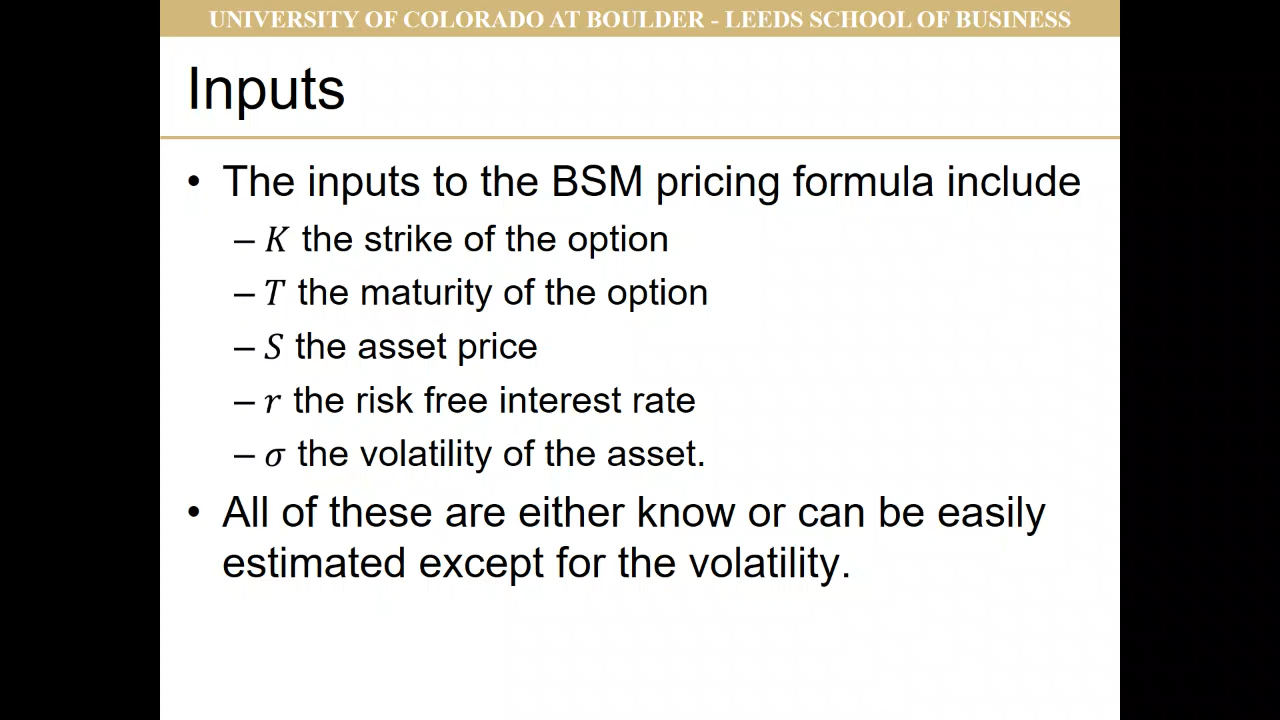 UNIVERSITY OF COLORADO AT BOULDER - LEEDS SCHOOL OF BUSINESS
Inputs
• The inputs to the BSM pricing formula include
– K the strike of the option
– T the maturity of the option
– S the asset price
– r the risk free interest rate
– σ the volatility of the asset.
• All of these are either know or can be easily
estimated except for the volatility.